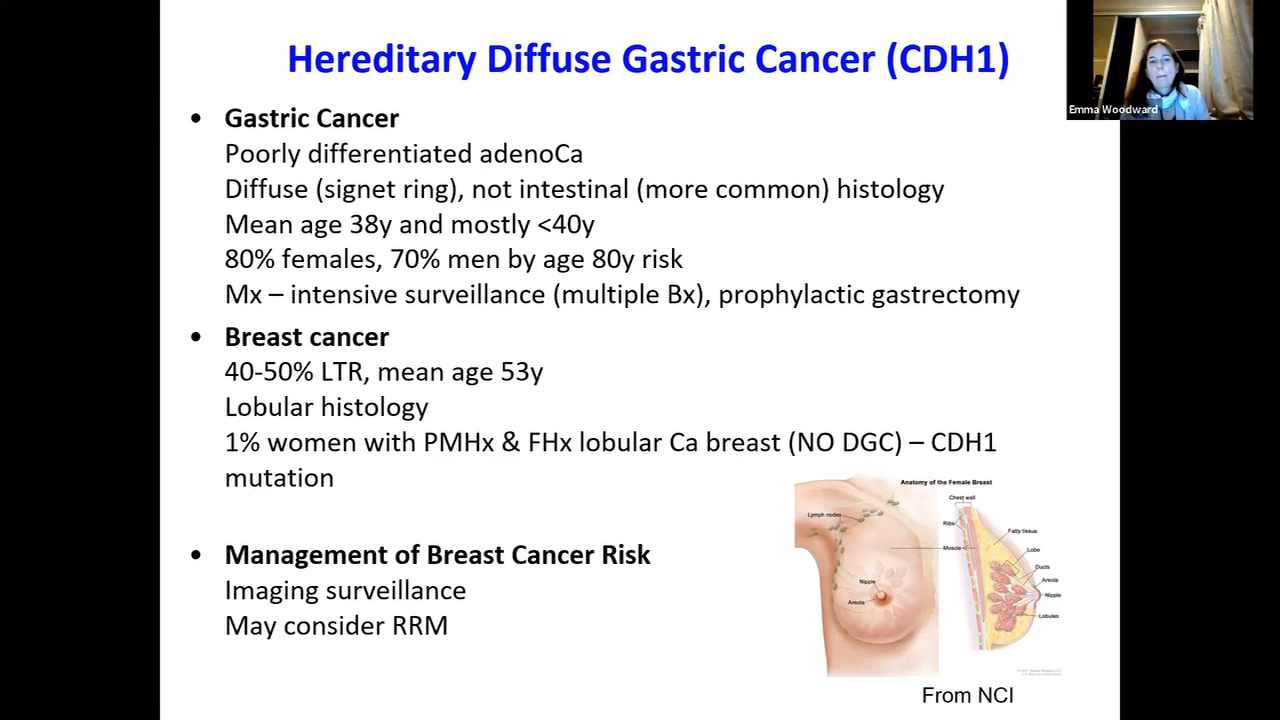 Hereditary Diffuse Gastric Cancer (CDH1)
Emma Woodward
• Gastric Cancer
Poorly differentiated adenoCa
Diffuse (signet ring), not intestinal (more common) histology
Mean age 38y and mostly <40y
80% females, 70% men by age 80y risk
Mx – intensive surveillance (multiple Bx), prophylactic gastrectomy
• Breast cancer
40-50% LTR, mean age 53y
Lobular histology
1% women with PMHx & FHx lobular Ca breast (NO DGC) – CDH1
mutation
• Management of Breast Cancer Risk
Imaging surveillance
May consider RRM
Anatomy of the Female Breast
Chest wall
Lymph nodes
Ribs
Muscle
Fatty tissue
Lobe
Ducts
Areola
Nipple
Lobules
Nipple
Areola
From NCI